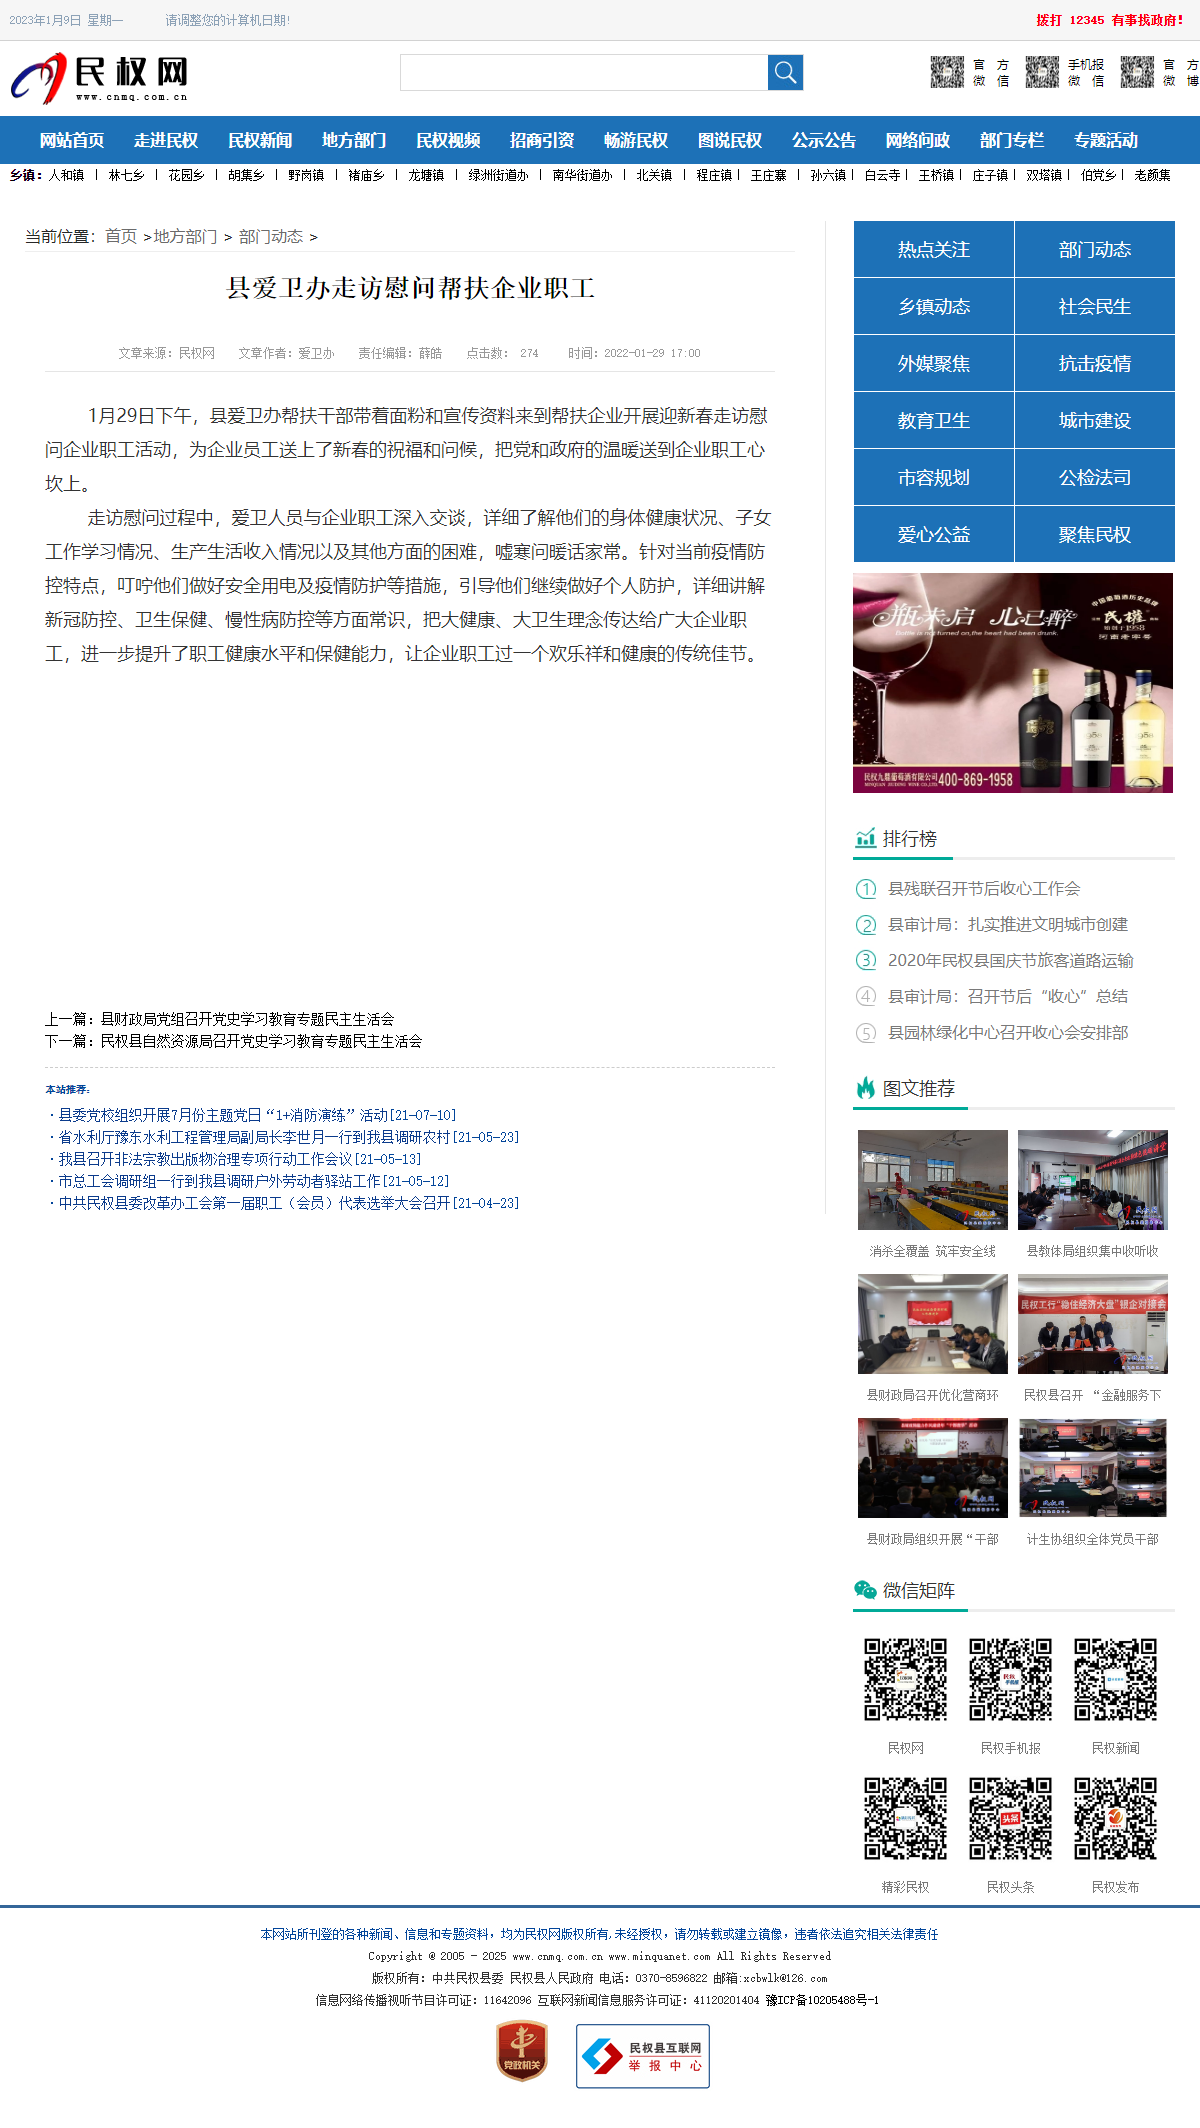 2023年1月9日 星期一 请调整您的计算机日期!
拨打 12345 有事找政府!
民权网
www.cnmq.com.cn
官 方
微 信
手机报
微 信
官 方
微 博
网站首页 走进民权 民权新闻 地方部门 民权视频 招商引资 畅游民权 图说民权 公示公告 网络问政 部门专栏 专题活动
乡镇：人和镇 | 林七乡 | 花园乡 | 胡集乡 | 野岗镇 | 褚庙乡 | 龙塘镇 | 绿洲街道办 | 南华街道办 | 北关镇 | 程庄镇 | 王庄寨 | 孙六镇 | 白云寺 | 王桥镇 | 庄子镇 | 双塔镇 | 伯党乡 | 老颜集
当前位置：首页 >地方部门 > 部门动态 >
县爱卫办走访慰问帮扶企业职工
文章来源：民权网 文章作者：爱卫办 责任编辑：薛皓 点击数： 274 时间：2022-01-29 17:00
1月29日下午，县爱卫办帮扶干部带着面粉和宣传资料来到帮扶企业开展迎新春走访慰
问企业职工活动，为企业员工送上了新春的祝福和问候，把党和政府的温暖送到企业职工心
坎上。
走访慰问过程中，爱卫人员与企业职工深入交谈，详细了解他们的身体健康状况、子女
工作学习情况、生产生活收入情况以及其他方面的困难，嘘寒问暖话家常。针对当前疫情防
控特点，叮咛他们做好安全用电及疫情防护等措施，引导他们继续做好个人防护，详细讲解
新冠防控、卫生保健、慢性病防控等方面常识，把大健康、大卫生理念传达给广大企业职
工，进一步提升了职工健康水平和保健能力，让企业职工过一个欢乐祥和健康的传统佳节。
上一篇：县财政局党组召开党史学习教育专题民主生活会
下一篇：民权县自然资源局召开党史学习教育专题民主生活会
本站推荐:
·县委党校组织开展7月份主题党日“1+消防演练”活动[21-07-10]
·省水利厅豫东水利工程管理局副局长李世月一行到我县调研农村[21-05-23]
·我县召开非法宗教出版物治理专项行动工作会议[21-05-13]
·市总工会调研组一行到我县调研户外劳动者驿站工作[21-05-12]
·中共民权县委改革办工会第一届职工（会员）代表选举大会召开[21-04-23]
热点关注 部门动态
乡镇动态 社会民生
外媒聚焦 抗击疫情
教育卫生 城市建设
市容规划 公检法司
爱心公益 聚焦民权
瓶未启 心已醉
Bottle is not turned on,the heart had been drunk.
中国葡萄酒历史品牌
民權
始创于1958
河南老字号
民权九鼎葡萄酒有限公司400-869-1958
MINQUAN JIUDING WINE CO.,LTD.
排行榜
1 县残联召开节后收心工作会
2 县审计局：扎实推进文明城市创建
3 2020年民权县国庆节旅客道路运输
4 县审计局：召开节后“收心”总结
5 县园林绿化中心召开收心会安排部
图文推荐
消杀全覆盖 筑牢安全线
县教体局组织集中收听收
民权工行“稳住经济大盘”银企对接会
县财政局召开优化营商环
民权县召开 “金融服务下
县财政局组织开展“干部
计生协组织全体党员干部
微信矩阵
民权网 民权手机报 民权新闻
头条
精彩民权 民权头条 民权发布
本网站所刊登的各种新闻、信息和专题资料，均为民权网版权所有,未经授权，请勿转载或建立镜像，违者依法追究相关法律责任
Copyright @ 2005 - 2025 www.cnmq.com.cn www.minquanet.com All Rights Reserved
版权所有：中共民权县委 民权县人民政府 电话：0370-8596822 邮箱:xcbwlk@126.com
信息网络传播视听节目许可证：11642096 互联网新闻信息服务许可证：41120201404 豫ICP备10205488号-1
党政机关
民权县互联网
举报中心